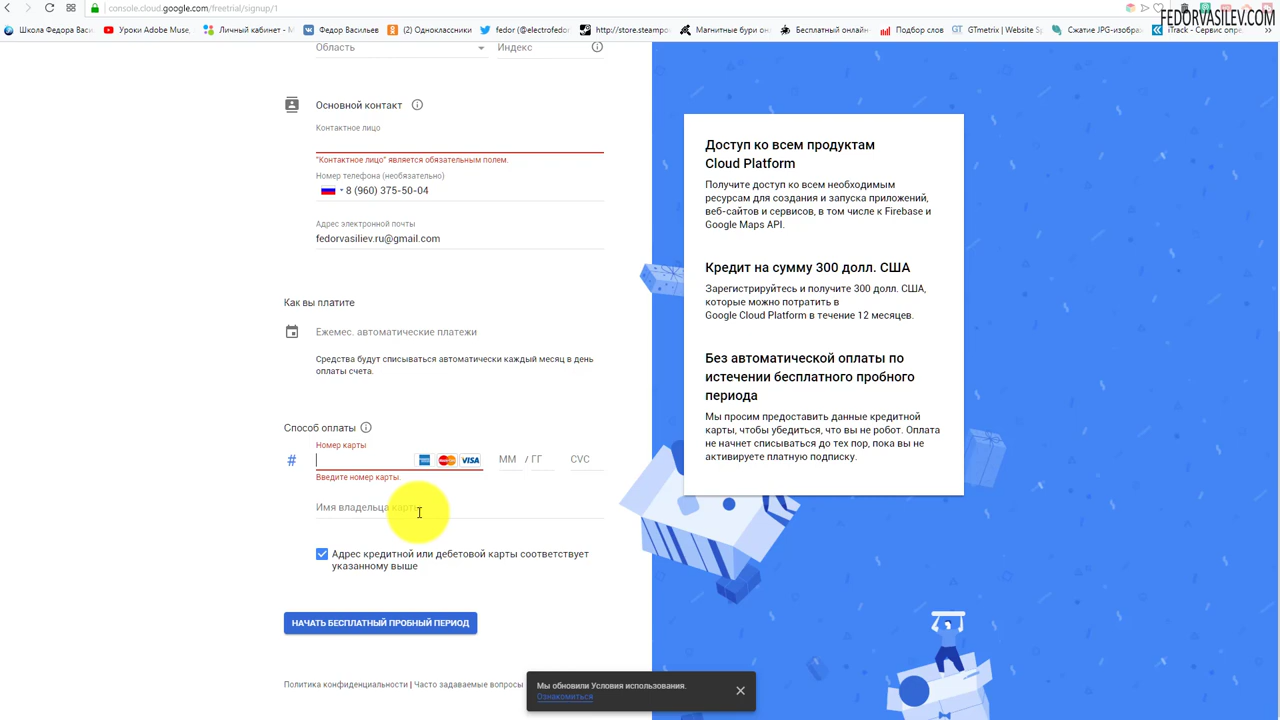 console.cloud.google.com/freetrial/signup/1
FEDORVASILEV.COM
Школа Федора Васи. Уроки Adobe Muse, Личный кабинет - М Федор Васильев (2) Одноклассники fedor (@electrofedo http://store.steampo Магнитные бури он Бесплатный онлайн Подбор слов GTmetrix | Website S Сжатие JPG-изобра iTrack - Сервис опре
Область Индекс
Основной контакт
Контактное лицо
"Контактное лицо" является обязательным полем.
Номер телефона (необязательно)
8 (960) 375-50-04
Адрес электронной почты
fedorvasiliev.ru@gmail.com
Как вы платите
Ежемес. автоматические платежи
Средства будут списываться автоматически каждый месяц в день
оплаты счета.
Способ оплаты
Номер карты
# VISA ММ / ГГ CVC
Введите номер карты.
Имя владельца карты
Адрес кредитной или дебетовой карты соответствует
указанному выше
НАЧАТЬ БЕСПЛАТНЫЙ ПРОБНЫЙ ПЕРИОД
Политика конфиденциальности | Часто задаваемые вопросы
Доступ ко всем продуктам
Cloud Platform
Получите доступ ко всем необходимым
ресурсам для создания и запуска приложений,
веб-сайтов и сервисов, в том числе к Firebase и
Google Maps API.
Кредит на сумму 300 долл. США
Зарегистрируйтесь и получите 300 долл. США,
которые можно потратить в
Google Cloud Platform в течение 12 месяцев.
Без автоматической оплаты по
истечении бесплатного пробного
периода
Мы просим предоставить данные кредитной
карты, чтобы убедиться, что вы не робот. Оплата
не начнет списываться до тех пор, пока вы не
активируете платную подписку.
Мы обновили Условия использования.
Ознакомиться